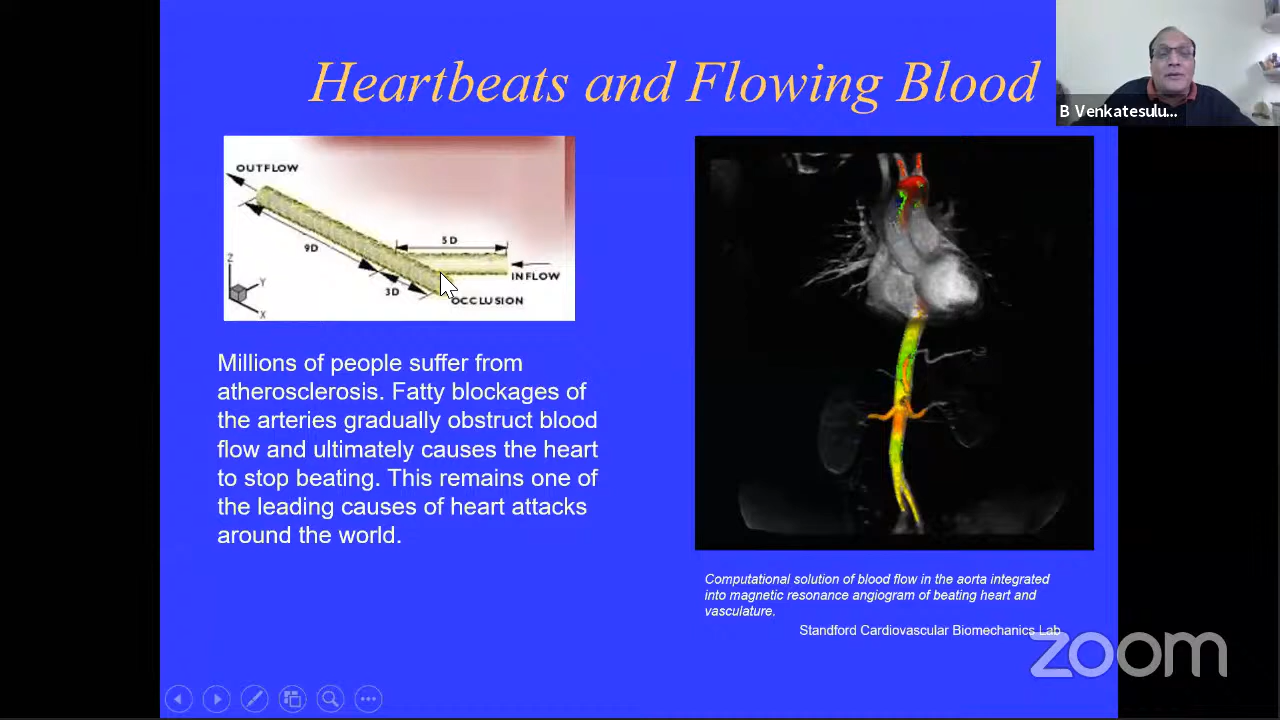 Heartbeats and Flowing Blood
B Venkatesulu...
OUTFLOW
9D
5D
INFLOW
3D
OCCLUSION
Z
Y
X
Millions of people suffer from
atherosclerosis. Fatty blockages of
the arteries gradually obstruct blood
flow and ultimately causes the heart
to stop beating. This remains one of
the leading causes of heart attacks
around the world.
Computational solution of blood flow in the aorta integrated
into magnetic resonance angiogram of beating heart and
vasculature.
Standford Cardiovascular Biomechanics Lab
zoom